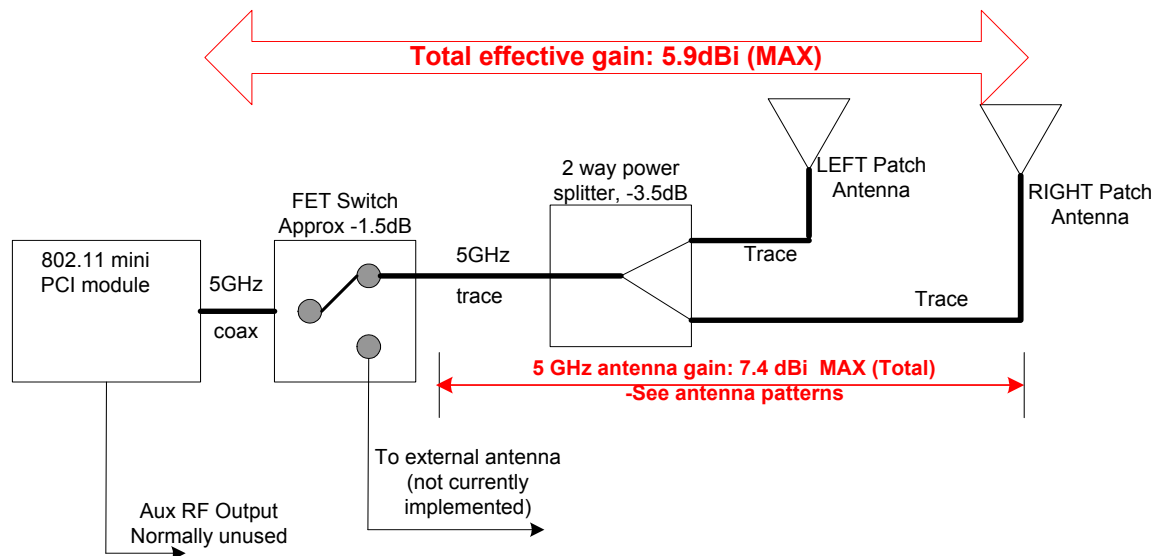 Total effective gain: 5.9dBi (MAX)
LEFT Patch
Antenna
RIGHT Patch
Antenna
2 way power
splitter, -3.5dB
FET Switch
Approx -1.5dB
802.11 mini
PCI module
5GHz
coax
5GHz
trace
Trace
Trace
5 GHz antenna gain: 7.4 dBi  MAX (Total)
-See antenna patterns
To external antenna
(not currently
implemented)
Aux RF Output
Normally unused